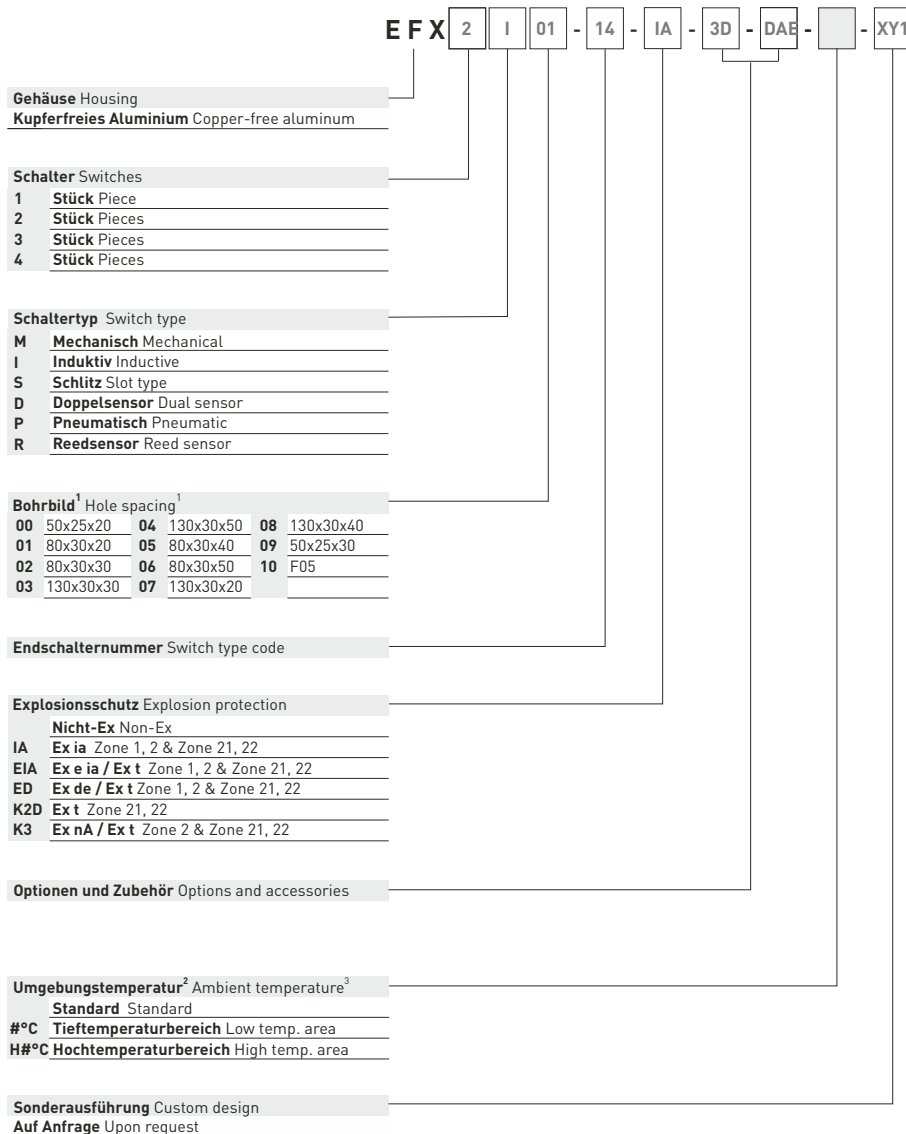 E F X 2 I 01 - 14 - IA - 3D - DAE - - XY1
Gehäuse Housing
Kupferfreies Aluminium Copper-free aluminum
Schalter Switches
1 Stück Piece
2 Stück Pieces
3 Stück Pieces
4 Stück Pieces
Schaltertyp Switch type
M Mechanisch Mechanical
I Induktiv Inductive
S Schlitz Slot type
D Doppelsensor Dual sensor
P Pneumatisch Pneumatic
R Reedsensor Reed sensor
Bohrbild¹ Hole spacing¹
00 50x25x20 04 130x30x50 08 130x30x40
01 80x30x20 05 80x30x40 09 50x25x30
02 80x30x30 06 80x30x50 10 F05
03 130x30x30 07 130x30x20
Endschalternummer Switch type code
Explosionsschutz Explosion protection
Nicht-Ex Non-Ex
IA Ex ia Zone 1, 2 & Zone 21, 22
EIA Ex e ia / Ex t Zone 1, 2 & Zone 21, 22
ED Ex de / Ex t Zone 1, 2 & Zone 21, 22
K2D Ex t Zone 21, 22
K3 Ex nA / Ex t Zone 2 & Zone 21, 22
Optionen und Zubehör Options and accessories
Umgebungstemperatur² Ambient temperature³
Standard Standard
#°C Tieftemperaturbereich Low temp. area
H#°C Hochtemperaturbereich High temp. area
Sonderausführung Custom design
Auf Anfrage Upon request